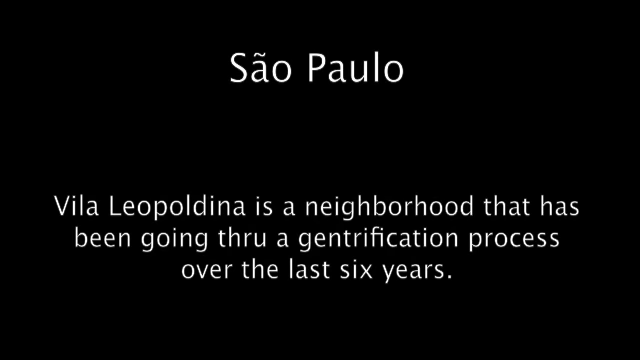 São Paulo
Vila Leopoldina is a neighborhood that has
been going thru a gentrification process
over the last six years.